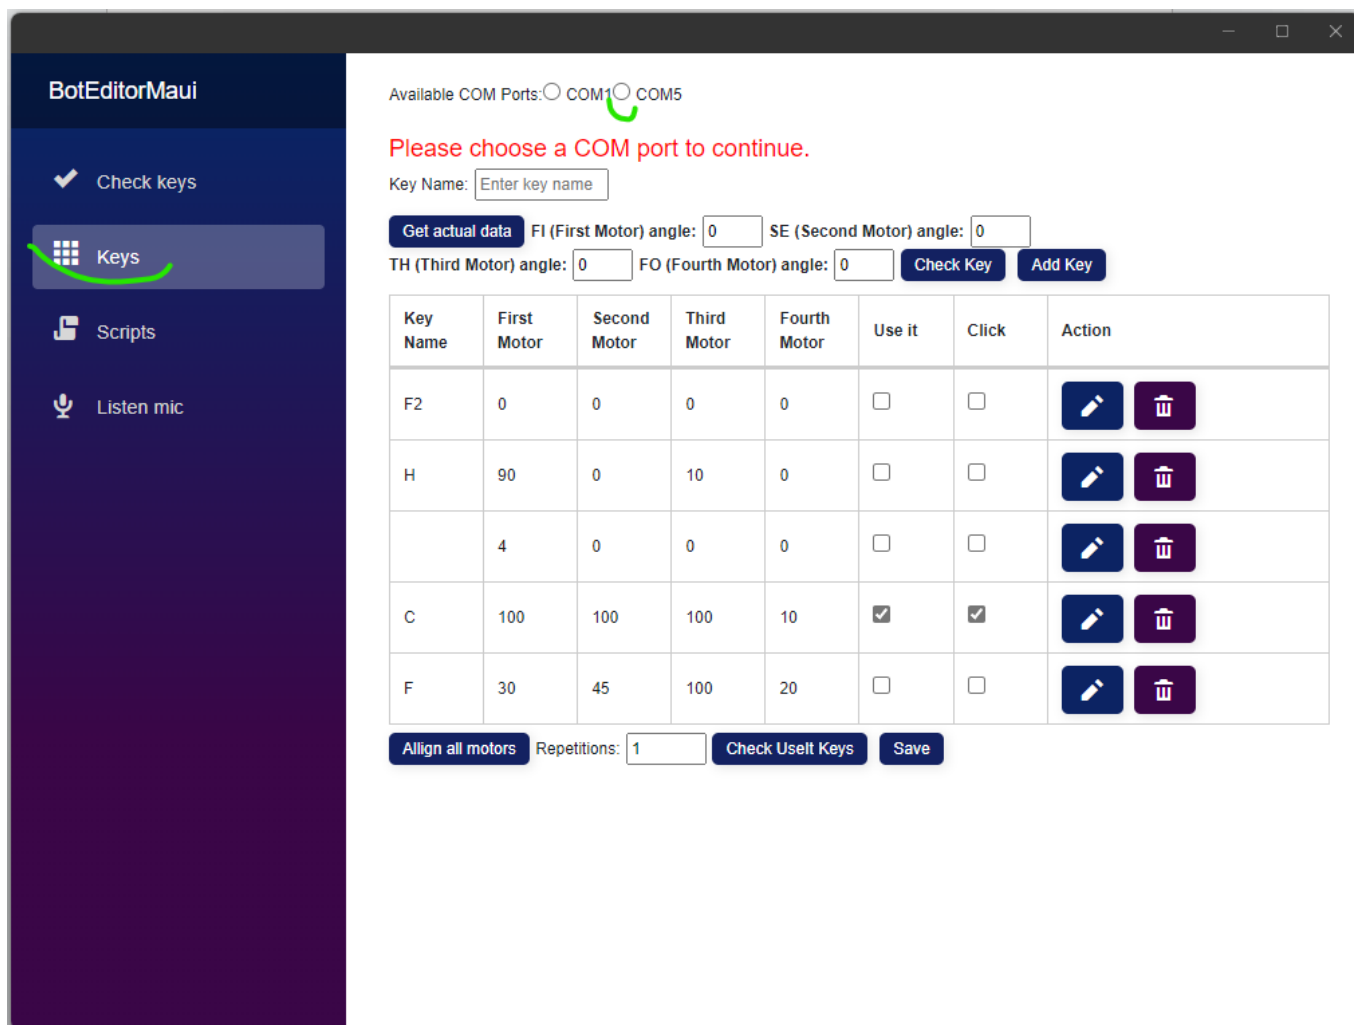 BotEditorMaui
Check keys
Keys
Scripts
Listen mic
Available COM Ports: COM1 COM5
Please choose a COM port to continue.
Key Name: Enter key name
Get actual data FI (First Motor) angle: 0 SE (Second Motor) angle: 0
TH (Third Motor) angle: 0 FO (Fourth Motor) angle: 0 Check Key Add Key
Key Name First Motor Second Motor Third Motor Fourth Motor Use it Click Action
F2 0 0 0 0
H 90 0 10 0
4 0 0 0
C 100 100 100 10
F 30 45 100 20
Allign all motors Repetitions: 1 Check UseIt Keys Save